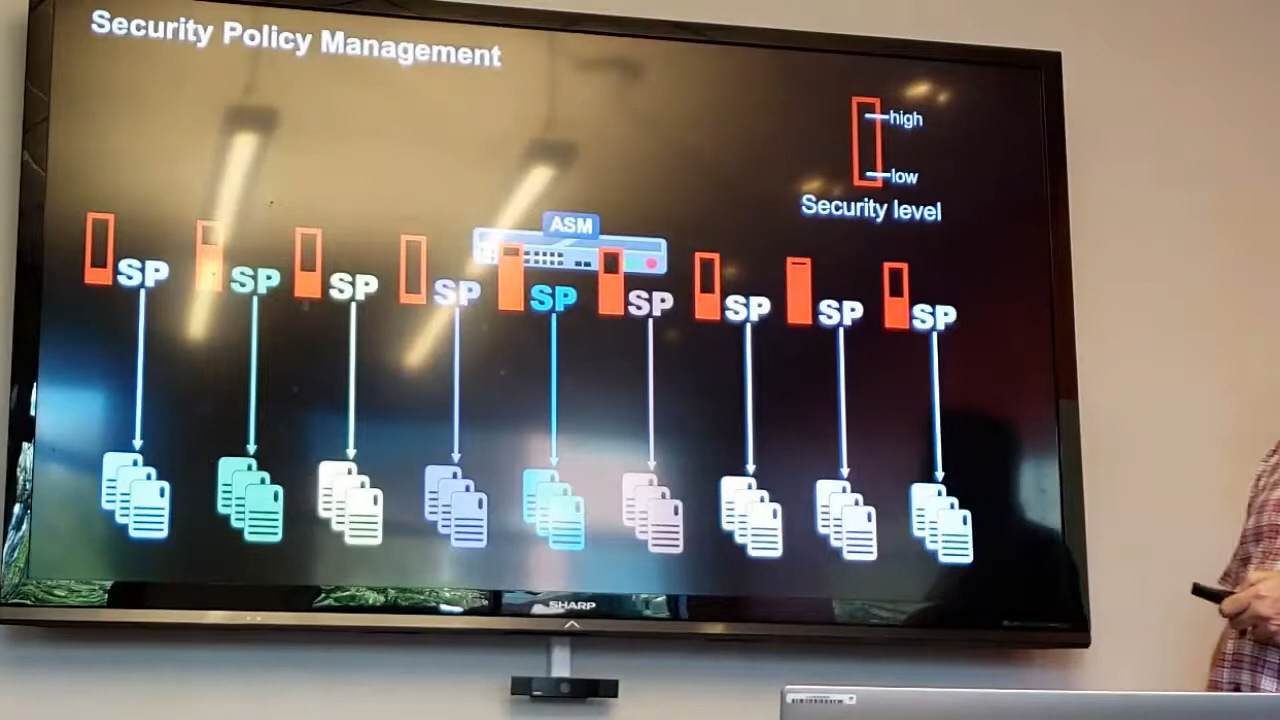 Security Policy Management
high
low
Security level
ASM
SP
SP
SP
SP
SP
SP
SP
SP
SP
SHARP